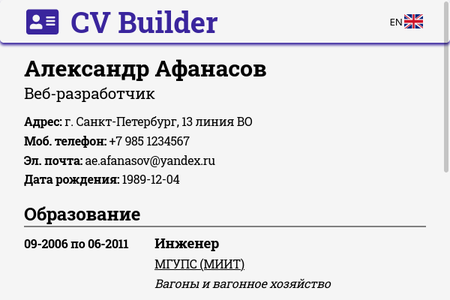 CV Builder
EN
Александр Афанасов
Веб-разработчик
Адрес: г. Санкт-Петербург, 13 линия ВО
Моб. телефон: +7 985 1234567
Эл. почта: ae.afanasov@yandex.ru
Дата рождения: 1989-12-04
Образование
09-2006 по 06-2011 Инженер
МГУПС (МИИТ)
Вагоны и вагонное хозяйство